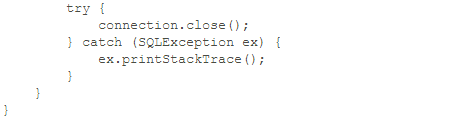 try {
connection.close();
} catch (SQLException ex) {
ex.printStackTrace();
}
}
}